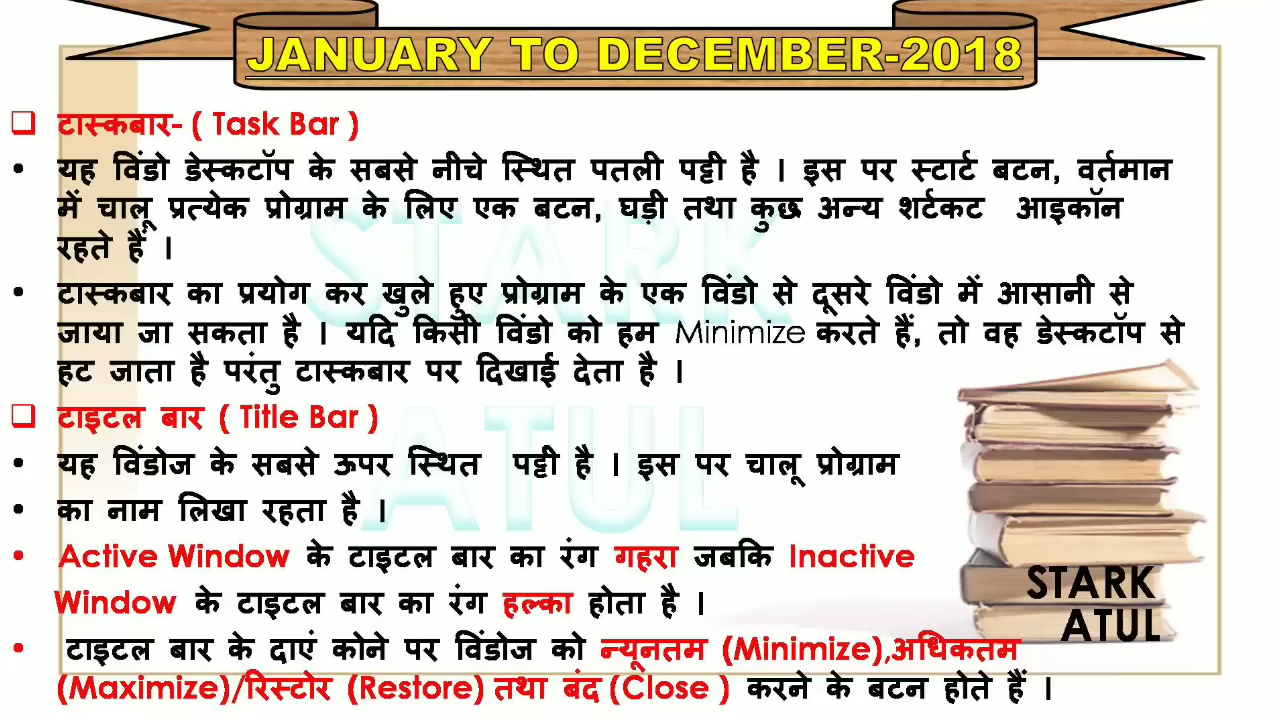 JANUARY TO DECEMBER-2018
❑ टास्कबार- ( Task Bar )
• यह विंडो डेस्कटॉप के सबसे नीचे स्थित पतली पट्टी है । इस पर स्टार्ट बटन, वर्तमान
में चालू प्रत्येक प्रोग्राम के लिए एक बटन, घड़ी तथा कुछ अन्य शर्टकट आइकॉन
रहते हैं ।
• टास्कबार का प्रयोग कर खुले हुए प्रोग्राम के एक विंडो से दूसरे विंडो में आसानी से
जाया जा सकता है । यदि किसी विंडो को हम Minimize करते हैं, तो वह डेस्कटॉप से
हट जाता है परंतु टास्कबार पर दिखाई देता है ।
❑ टाइटल बार ( Title Bar )
• यह विंडोज के सबसे ऊपर स्थित पट्टी है । इस पर चालू प्रोग्राम
• का नाम लिखा रहता है ।
• Active Window के टाइटल बार का रंग गहरा जबकि Inactive
Window के टाइटल बार का रंग हल्का होता है ।
• टाइटल बार के दाएं कोने पर विंडोज को न्यूनतम (Minimize),अधिकतम
(Maximize)/रिस्टोर (Restore) तथा बंद (Close ) करने के बटन होते हैं ।
STARK
ATUL
STARK
ATUL